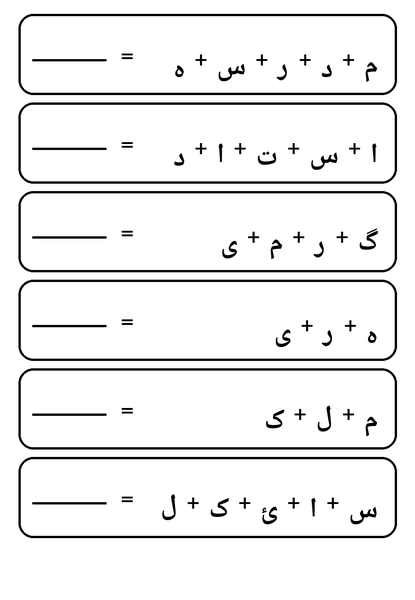 م + د + ر + س + ه = ______
ا + س + ت + ا + د = ______
گ + ر + م + ی = ______
ه + ر + ی = ______
م + ل + ک = ______
س + ا + ئ + ک + ل = ______